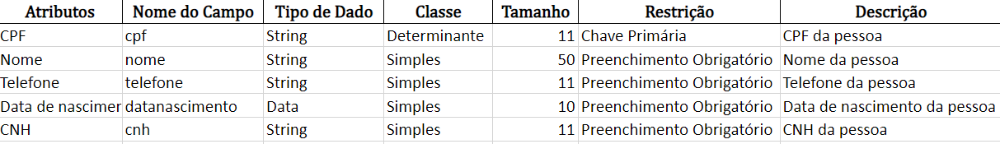 Atributos Nome do Campo Tipo de Dado Classe Tamanho Restrição Descrição
CPF cpf String Determinante 11 Chave Primária CPF da pessoa
Nome nome String Simples 50 Preenchimento Obrigatório Nome da pessoa
Telefone telefone String Simples 11 Preenchimento Obrigatório Telefone da pessoa
Data de nascimer datanascimento Data Simples 10 Preenchimento Obrigatório Data de nascimento da pessoa
CNH cnh String Simples 11 Preenchimento Obrigatório CNH da pessoa